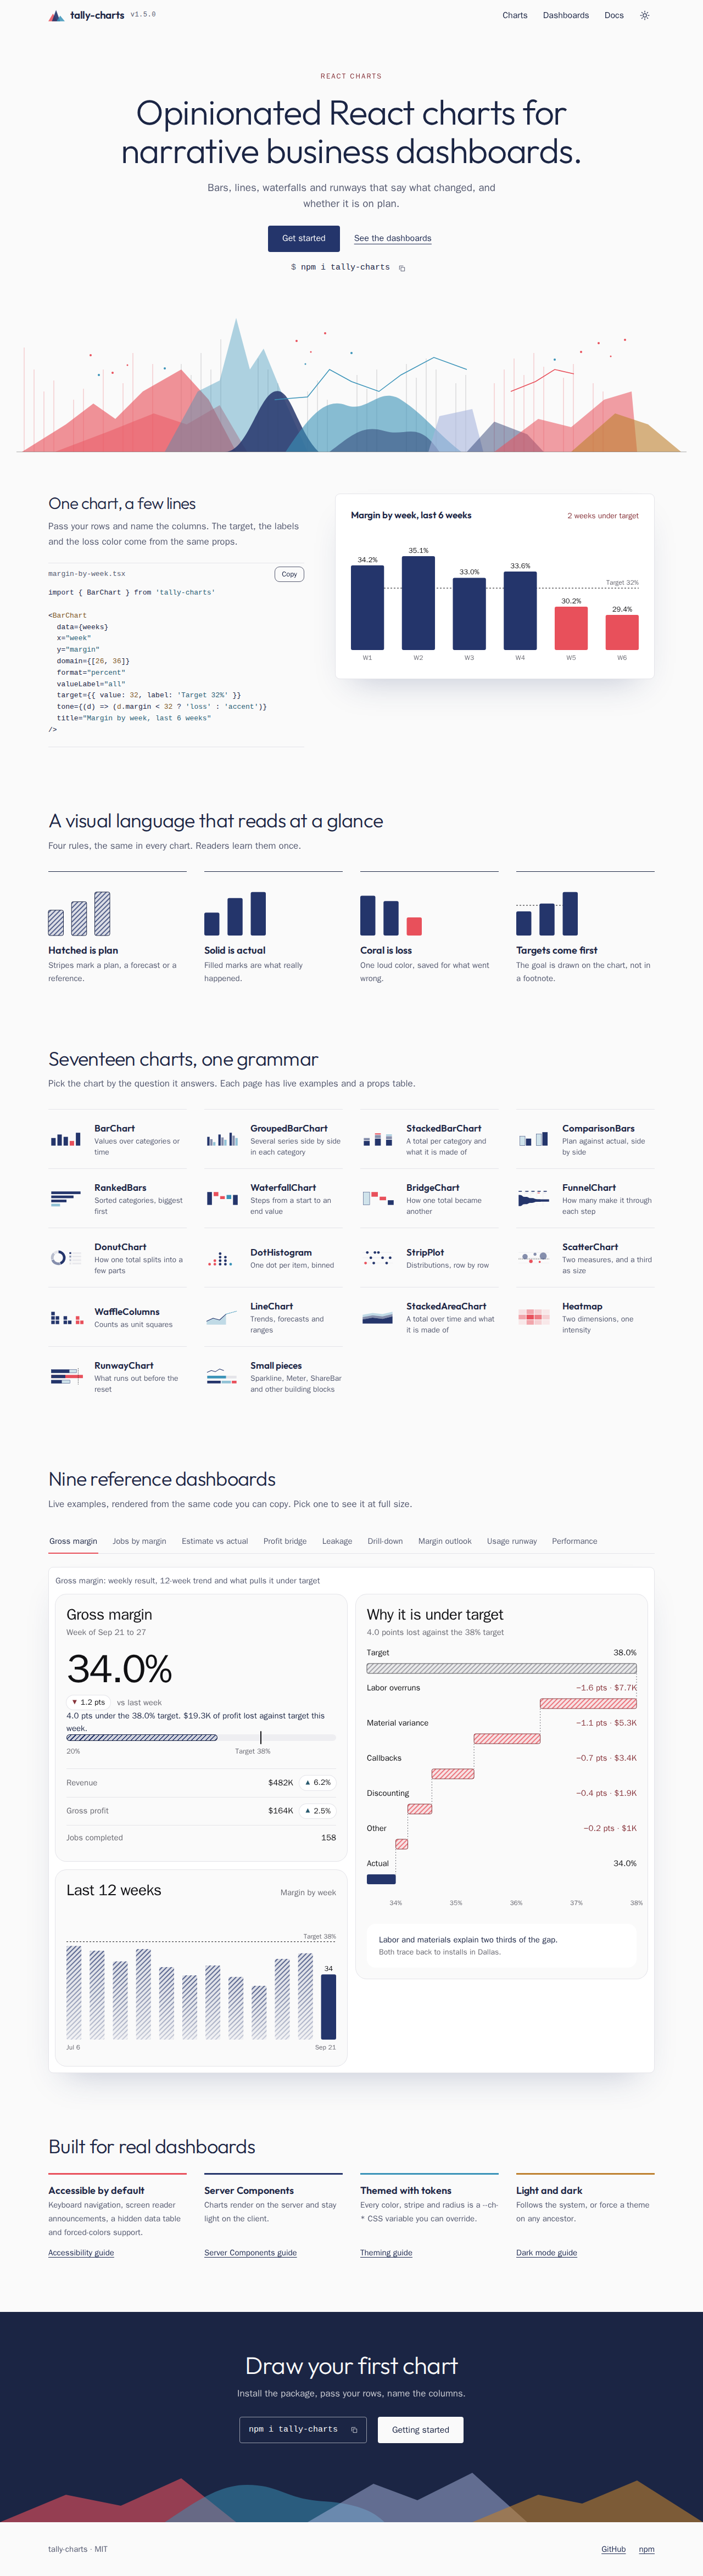 tally-charts v1.5.0
Charts Dashboards Docs
REACT CHARTS
Opinionated React charts for
narrative business dashboards.
Bars, lines, waterfalls and runways that say what changed, and
whether it is on plan.
Get started See the dashboards
$ npm i tally-charts
One chart, a few lines
Pass your rows and name the columns. The target, the labels
and the loss color come from the same props.
margin-by-week.tsx Copy
import { BarChart } from 'tally-charts'
<BarChart
data={weeks}
x="week"
y="margin"
domain={[26, 36]}
format="percent"
valueLabel="all"
target={{ value: 32, label: 'Target 32%' }}
tone={(d) => (d.margin < 32 ? 'loss' : 'accent')}
title="Margin by week, last 6 weeks"
/>
Margin by week, last 6 weeks 2 weeks under target
34.2% 35.1% 33.0% 33.6% 30.2% 29.4%
Target 32%
W1 W2 W3 W4 W5 W6
A visual language that reads at a glance
Four rules, the same in every chart. Readers learn them once.
Hatched is plan
Stripes mark a plan, a forecast or a
reference.
Solid is actual
Filled marks are what really
happened.
Coral is loss
One loud color, saved for what went
wrong.
Targets come first
The goal is drawn on the chart, not in
a footnote.
Seventeen charts, one grammar
Pick the chart by the question it answers. Each page has live examples and a props table.
BarChart
Values over categories or
time
GroupedBarChart
Several series side by side
in each category
StackedBarChart
A total per category and
what it is made of
ComparisonBars
Plan against actual, side
by side
RankedBars
Sorted categories, biggest
first
WaterfallChart
Steps from a start to an
end value
BridgeChart
How one total became
another
FunnelChart
How many make it through
each step
DonutChart
How one total splits into a
few parts
DotHistogram
One dot per item, binned
StripPlot
Distributions, row by row
ScatterChart
Two measures, and a third
as size
WaffleColumns
Counts as unit squares
LineChart
Trends, forecasts and
ranges
StackedAreaChart
A total over time and what
it is made of
Heatmap
Two dimensions, one
intensity
RunwayChart
What runs out before the
reset
Small pieces
Sparkline, Meter, ShareBar
and other building blocks
Nine reference dashboards
Live examples, rendered from the same code you can copy. Pick one to see it at full size.
Gross margin Jobs by margin Estimate vs actual Profit bridge Leakage Drill-down Margin outlook Usage runway Performance
Gross margin: weekly result, 12-week trend and what pulls it under target
Gross margin
Week of Sep 21 to 27
34.0%
▼ 1.2 pts vs last week
4.0 pts under the 38.0% target. $19.3K of profit lost against target this
week.
20% Target 38%
Revenue $482K ▲ 6.2%
Gross profit $164K ▲ 2.5%
Jobs completed 158
Last 12 weeks Margin by week
Target 38%
34
Jul 6 Sep 21
Why it is under target
4.0 points lost against the 38% target
Target 38.0%
Labor overruns −1.6 pts · $7.7K
Material variance −1.1 pts · $5.3K
Callbacks −0.7 pts · $3.4K
Discounting −0.4 pts · $1.9K
Other −0.2 pts · $1K
Actual 34.0%
34% 35% 36% 37% 38%
Labor and materials explain two thirds of the gap.
Both trace back to installs in Dallas.
Built for real dashboards
Accessible by default
Keyboard navigation, screen reader
announcements, a hidden data table
and forced-colors support.
Accessibility guide
Server Components
Charts render on the server and stay
light on the client.
Server Components guide
Themed with tokens
Every color, stripe and radius is a --ch-
* CSS variable you can override.
Theming guide
Light and dark
Follows the system, or force a theme
on any ancestor.
Dark mode guide
Draw your first chart
Install the package, pass your rows, name the columns.
npm i tally-charts Getting started
tally-charts · MIT
GitHub npm